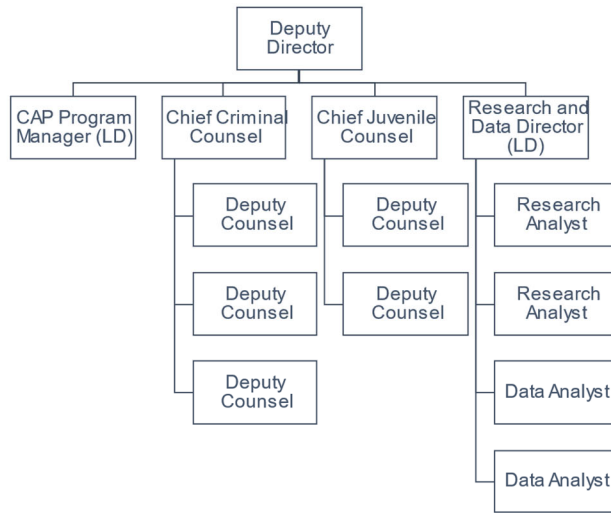 Deputy
Director
CAP Program
Manager (LD)
Chief Criminal
Counsel
Chief Juvenile
Counsel
Research and
Data Director
(LD)
Deputy
Counsel
Deputy
Counsel
Research
Analyst
Deputy
Counsel
Deputy
Counsel
Research
Analyst
Deputy
Counsel
Data Analyst
Data Analyst